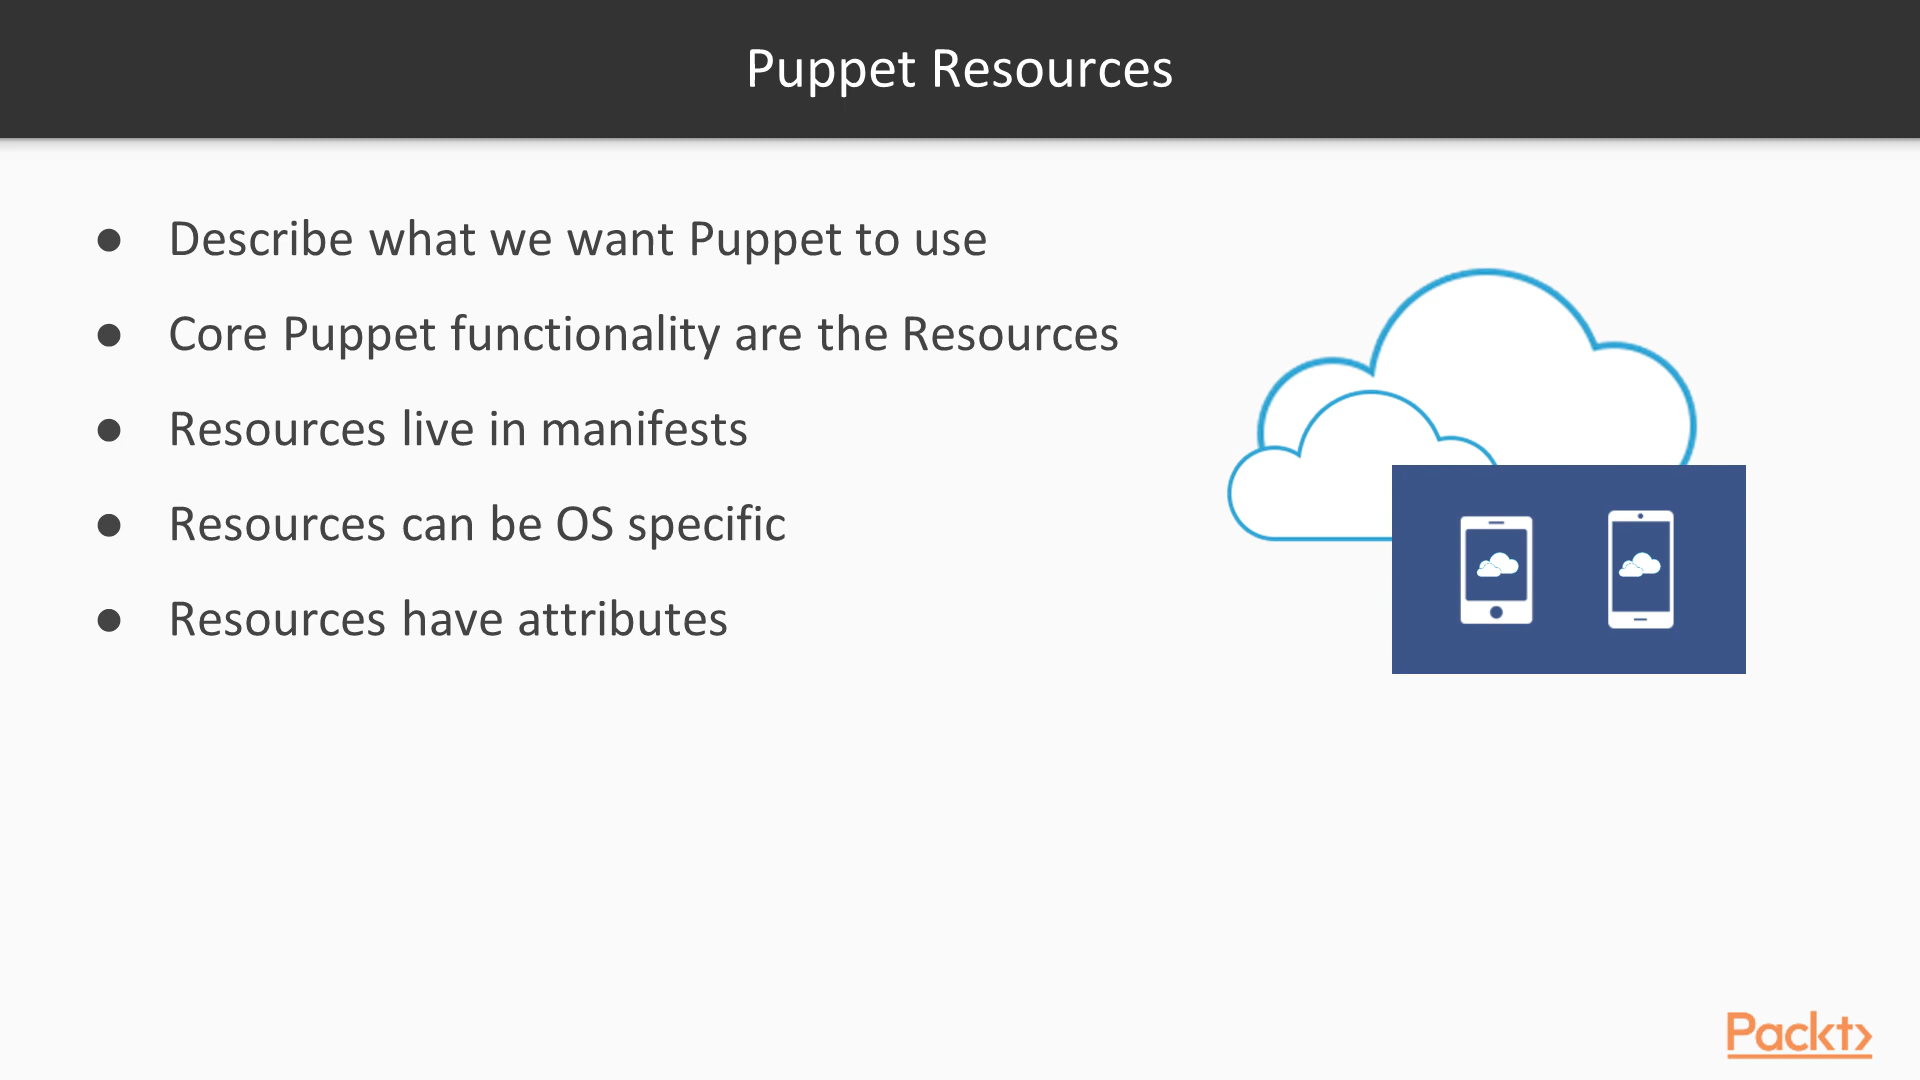 Puppet Resources
● Describe what we want Puppet to use
● Core Puppet functionality are the Resources
● Resources live in manifests
● Resources can be OS specific
● Resources have attributes
Packt>